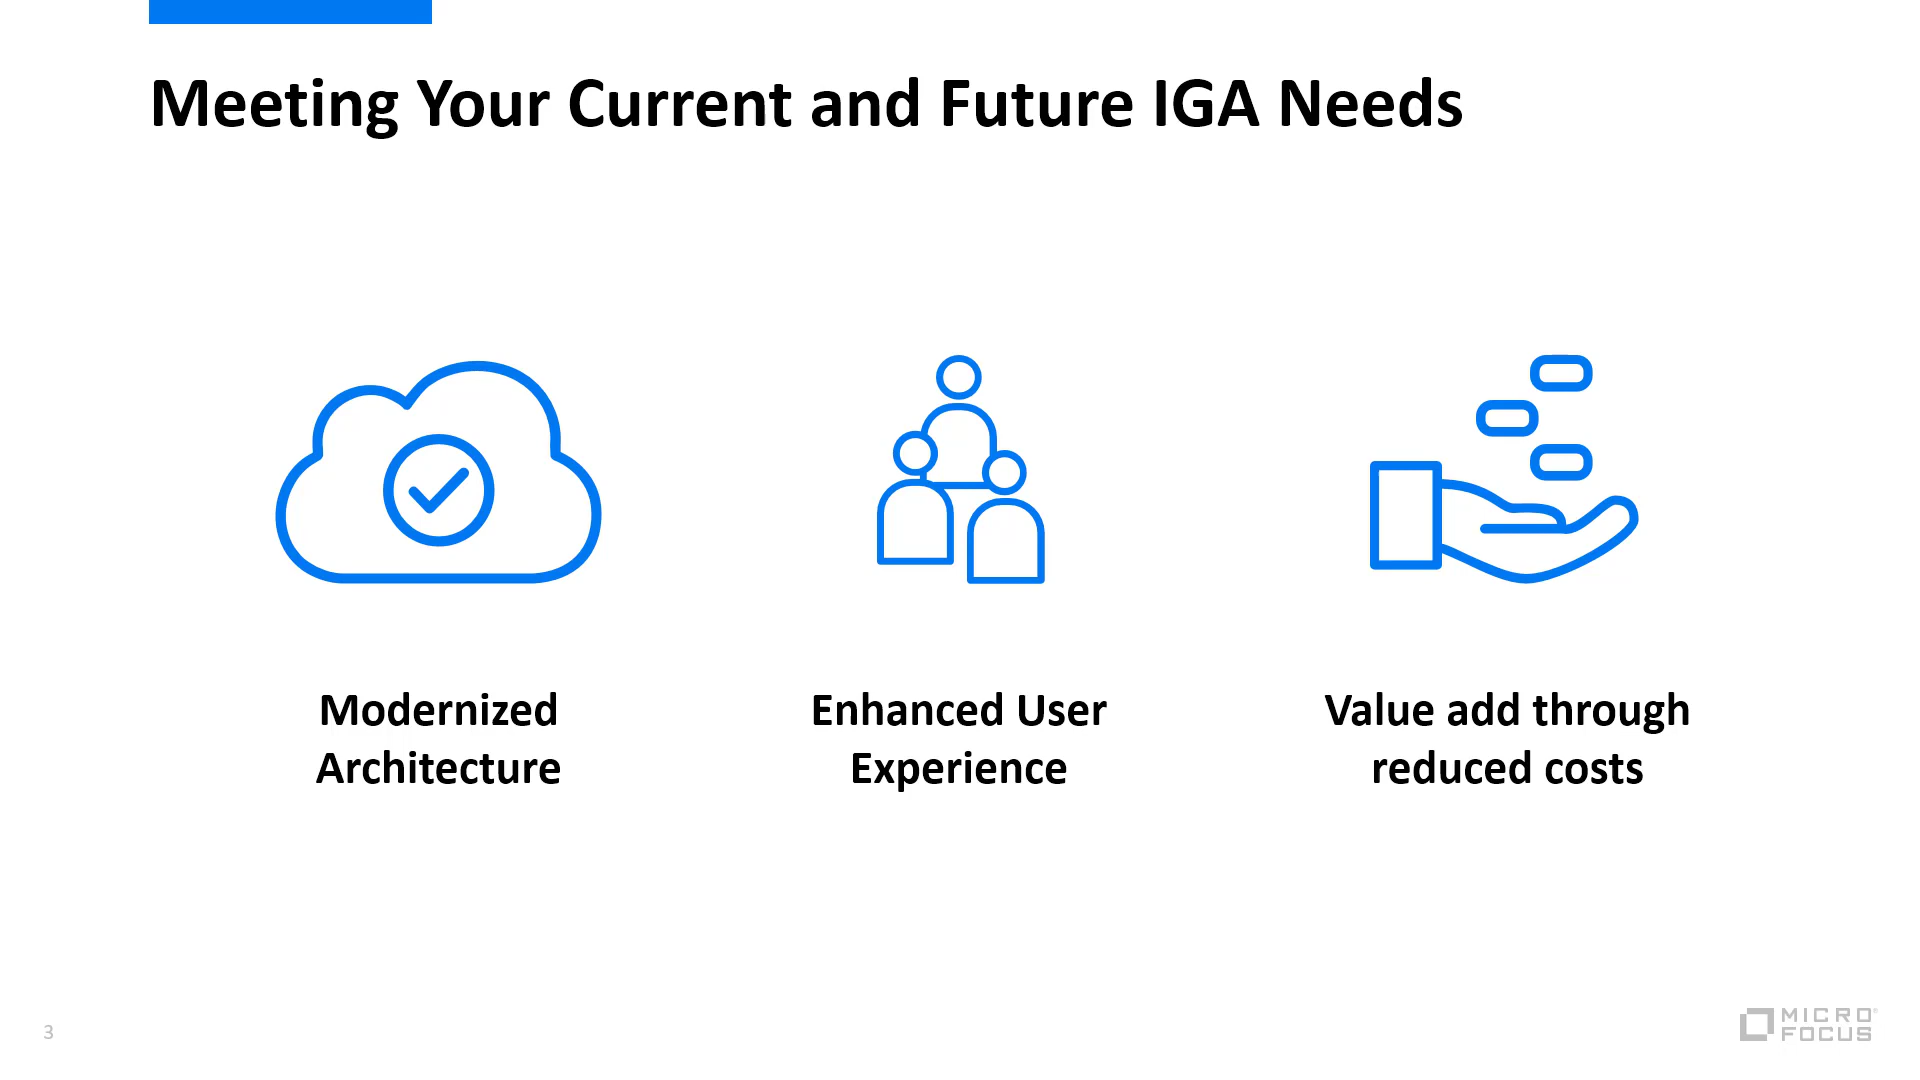 Meeting Your Current and Future IGA Needs
Modernized
Architecture
Enhanced User
Experience
Value add through
reduced costs
3
MICRO
FOCUS